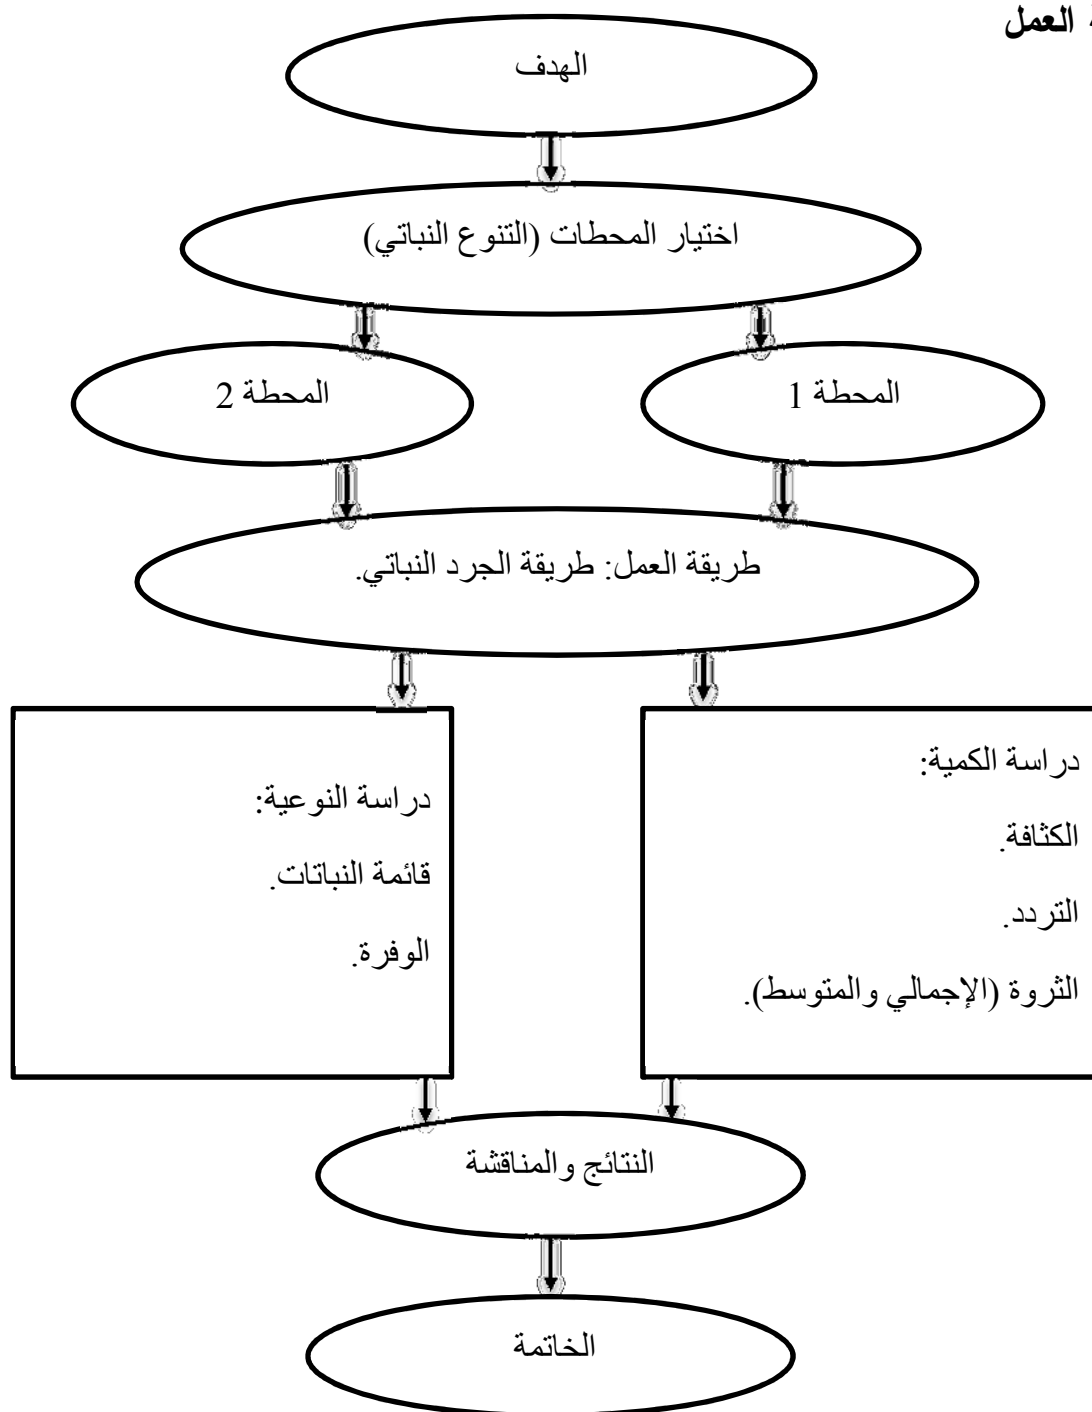 العمل
الهدف
اختيار المحطات (التنوع النباتي)
المحطة 1
المحطة 2
طريقة العمل: طريقة الجرد النباتي.
دراسة الكمية:
الكثافة.
التردد.
الثروة (الإجمالي والمتوسط).
دراسة النوعية:
قائمة النباتات.
الوفرة.
النتائج والمناقشة
الخاتمة